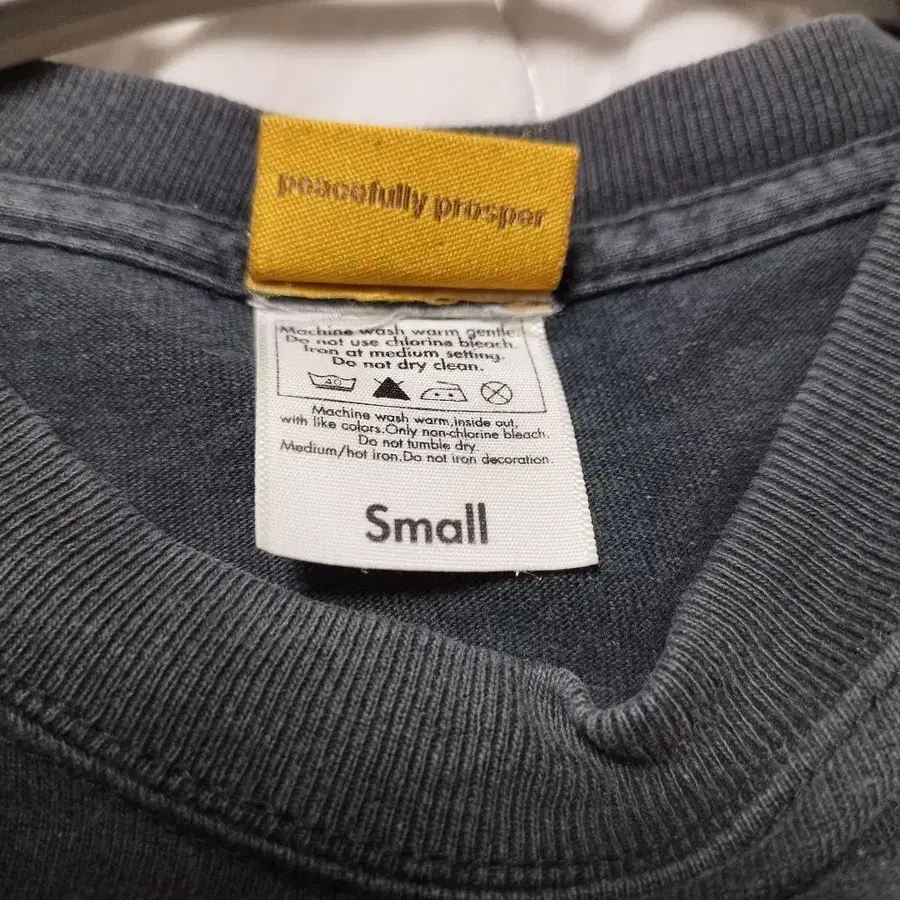 peacefully prosper
Machine wash warm gentle.
Do not use chlorine bleach.
Iron at medium setting.
Do not dry clean.
40
Machine wash warm,inside out,
with like colors.Only non-chlorine bleach.
Do not tumble dry.
Medium/hot iron.Do not iron decoration.
Small